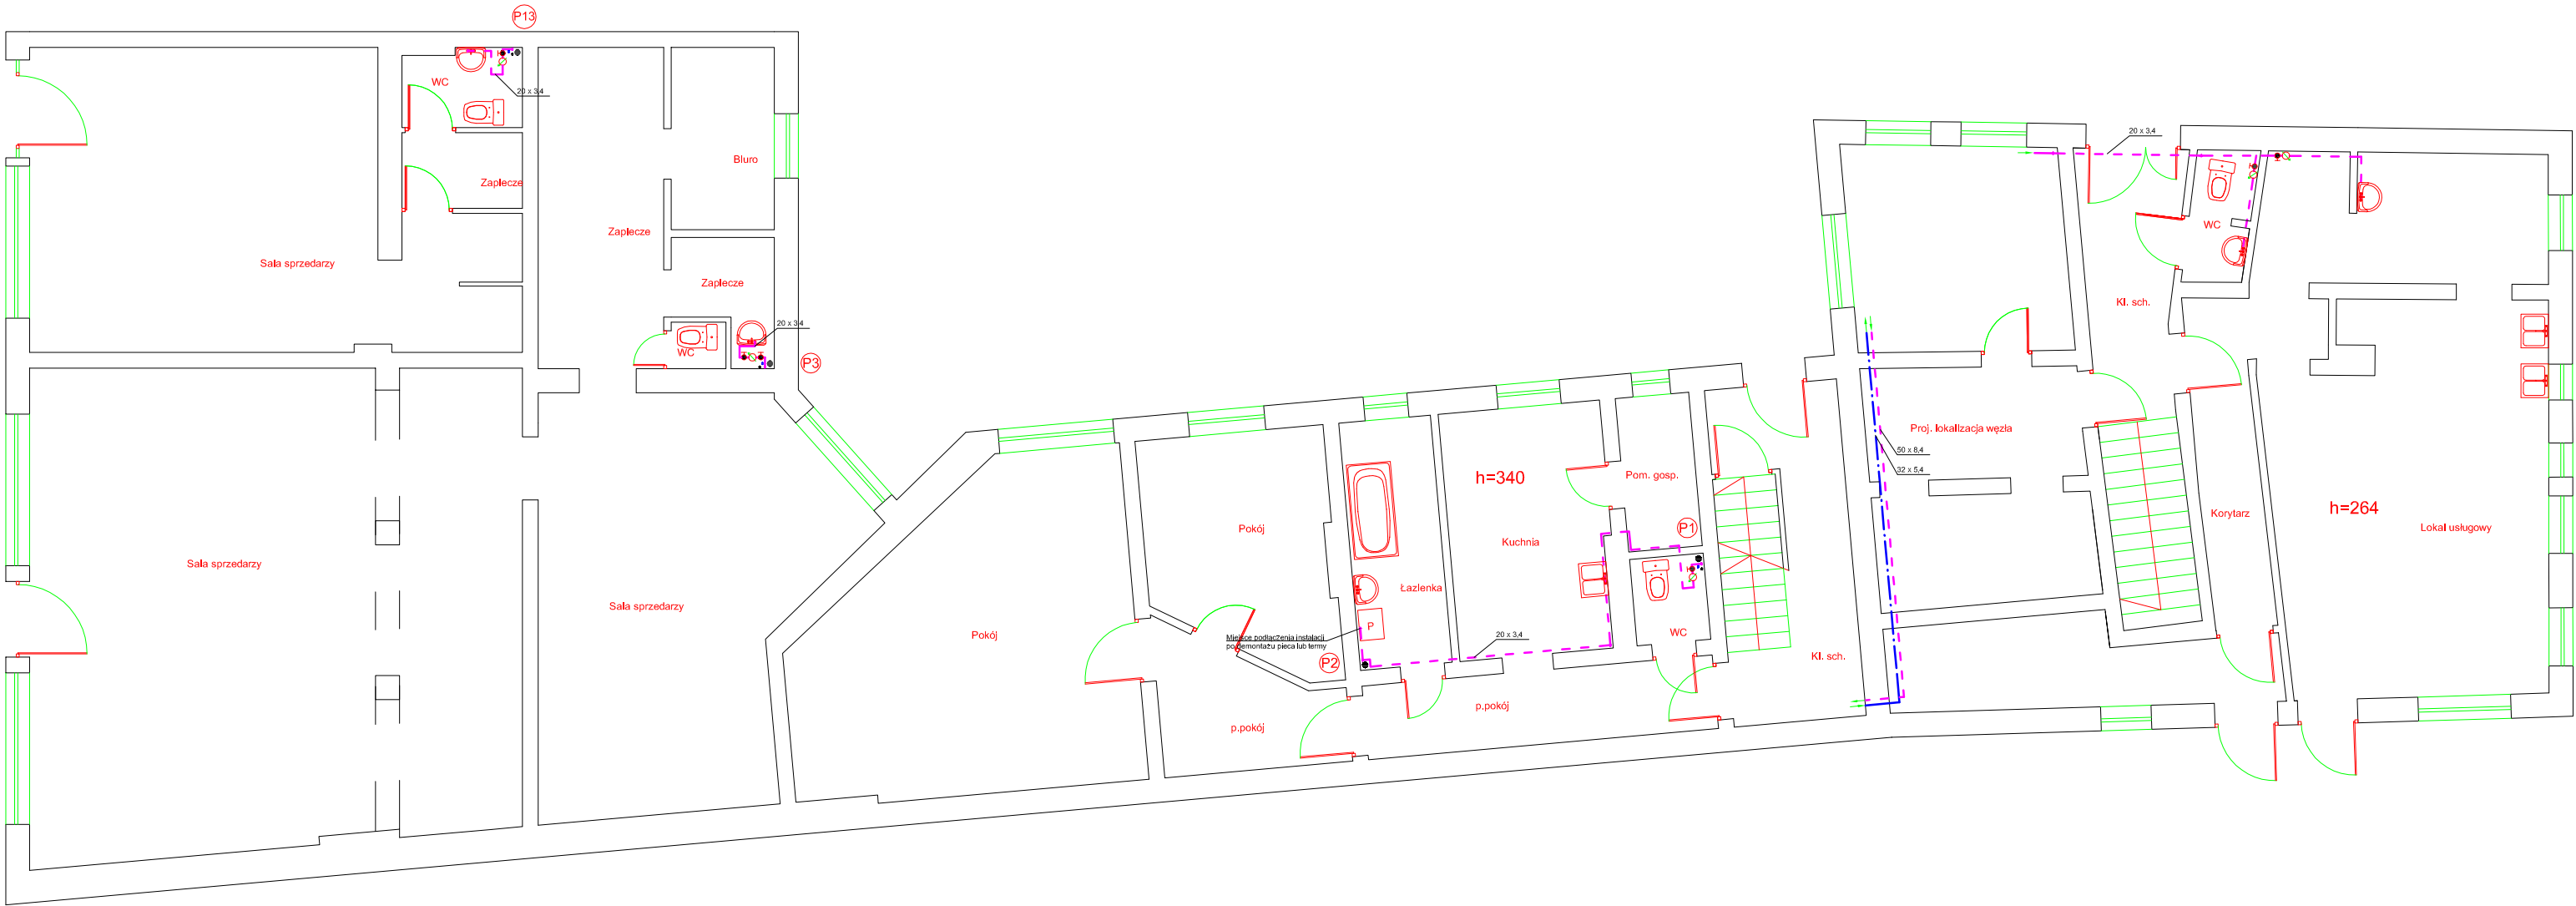 P13
WC
20 x 3,4
Biuro
Zaplecze
Zaplecze
Sala sprzedarzy
Zaplecze
20 x 3,4
WC
P3
20 x 3,4
WC
Kl. sch.
Proj. lokalizacja węzła
50 x 8,4
32 x 5,4
h=340
Pom. gosp.
h=264
Korytarz
Lokal usługowy
Pokój
P1
Kuchnia
Sala sprzedarzy
Łazienka
Sala sprzedarzy
Pokój
Miejsce podłączenia instalacji
po demontażu pieca lub termy
P
20 x 3,4
WC
P2
Kl. sch.
p.pokój
p.pokój